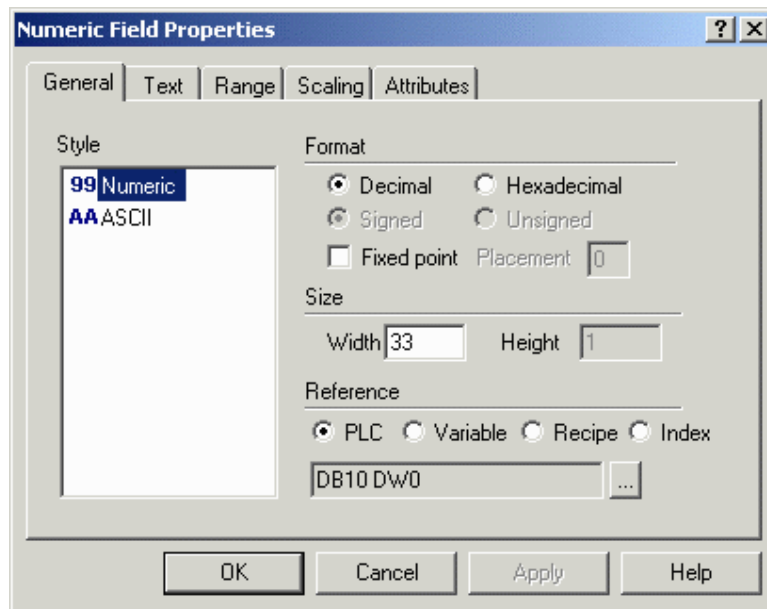 Numeric Field Properties
General Text Range Scaling Attributes
Style
99 Numeric
AA ASCII
Format
Decimal Hexadecimal
Signed Unsigned
Fixed point Placement 0
Size
Width 33 Height 1
Reference
PLC Variable Recipe Index
DB10 DW0 ...
OK Cancel Apply Help